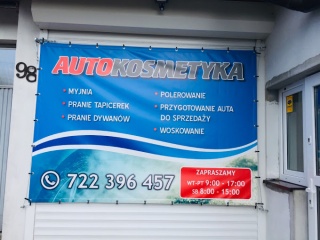 98
AUTOKOSMETYKA
• MYJNIA
• PRANIE TAPICEREK
• PRANIE DYWANÓW
• POLEROWANIE
• PRZYGOTOWANIE AUTA
DO SPRZEDAŻY
• WOSKOWANIE
722 396 457
ZAPRASZAMY
WT-PT 9:00 - 17:00
SB 8:00 - 15:00